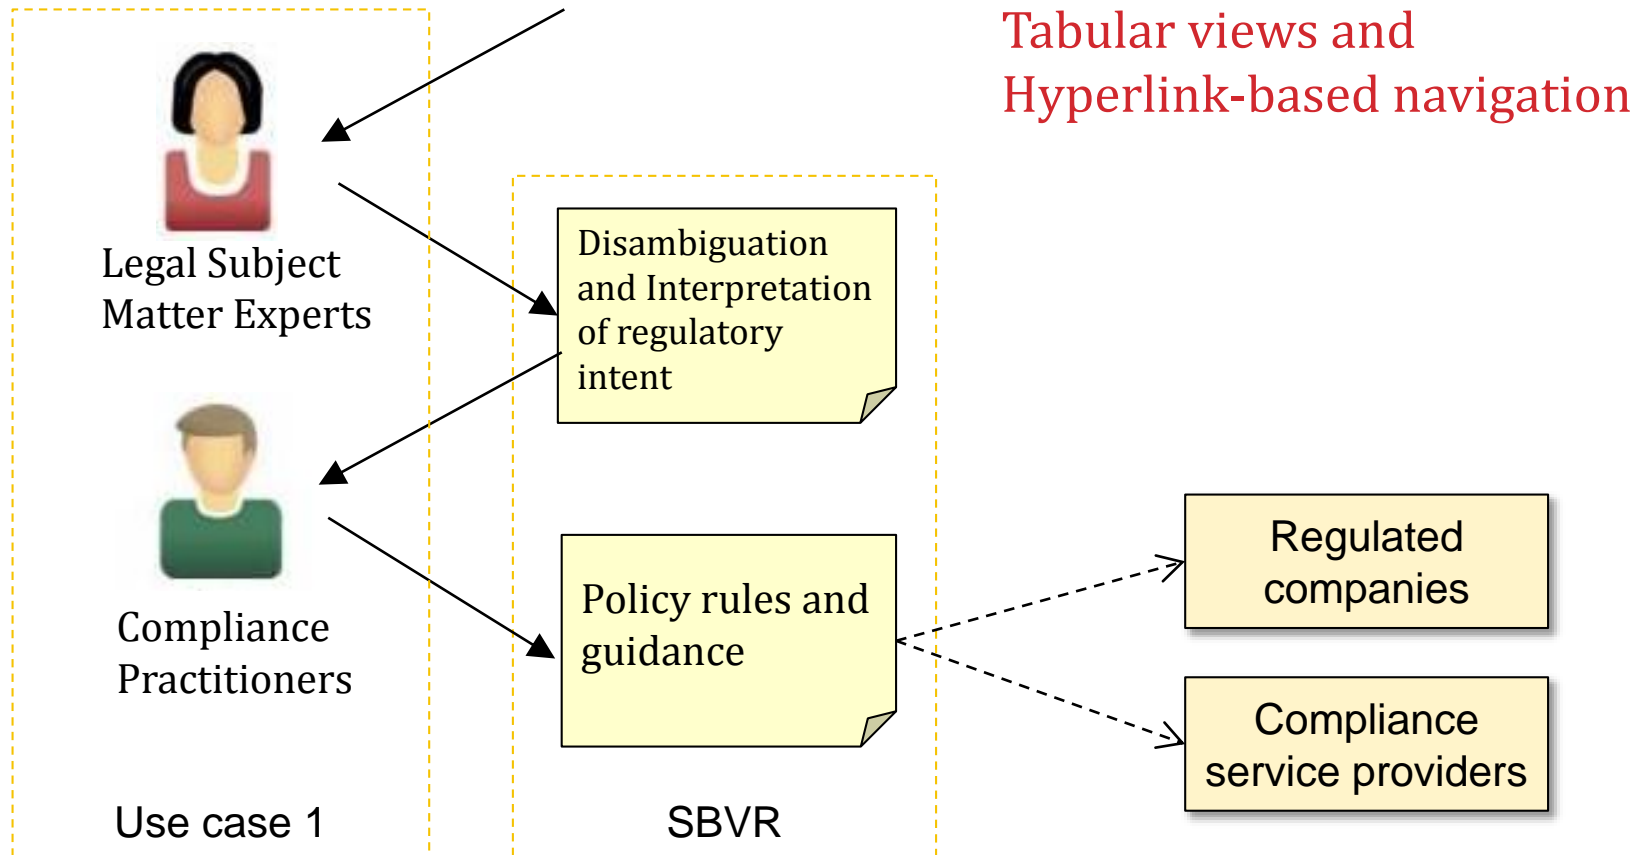 Tabular views and
Hyperlink-based navigation
Legal Subject
Matter Experts
Disambiguation
and Interpretation
of regulatory
intent
Compliance
Practitioners
Policy rules and
guidance
Regulated
companies
Compliance
service providers
Use case 1
SBVR